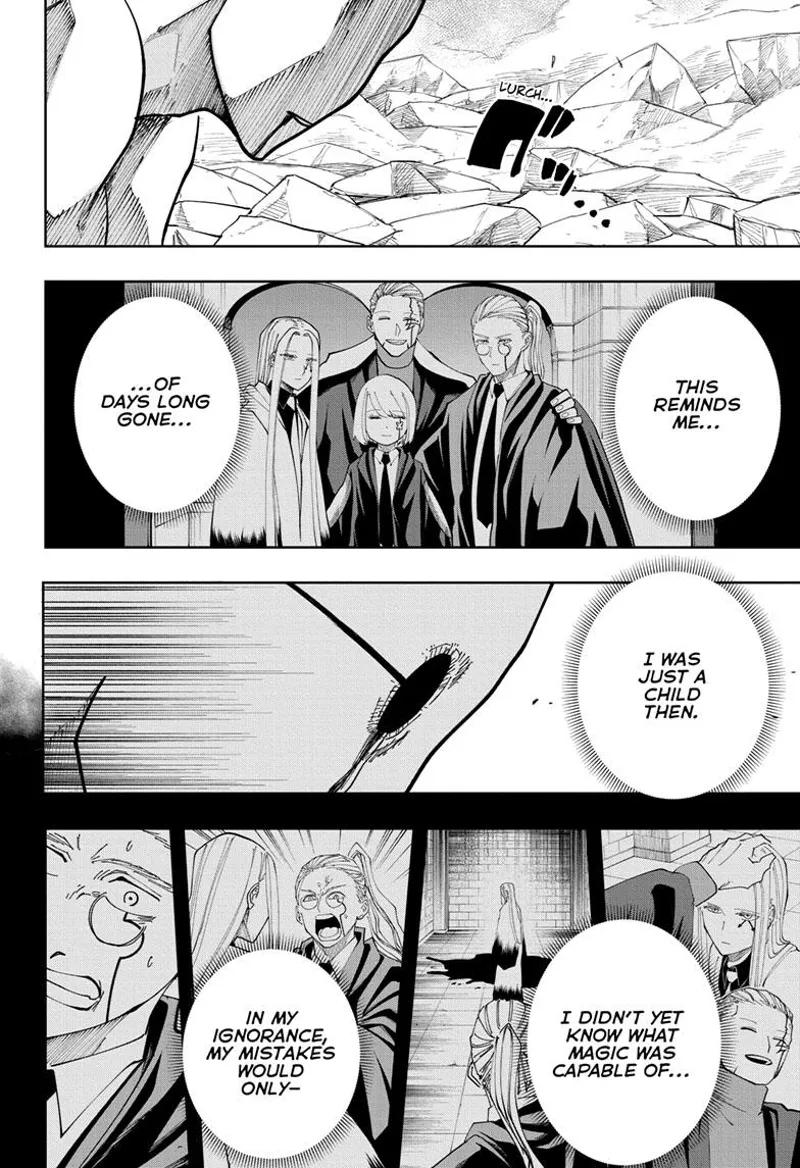 LURCH...
THIS
REMINDS
ME...
...OF
DAYS LONG
GONE...
I WAS
JUST A
CHILD
THEN.
I DIDN'T YET
KNOW WHAT
MAGIC WAS
CAPABLE OF...
IN MY
IGNORANCE,
MY MISTAKES
WOULD
ONLY–